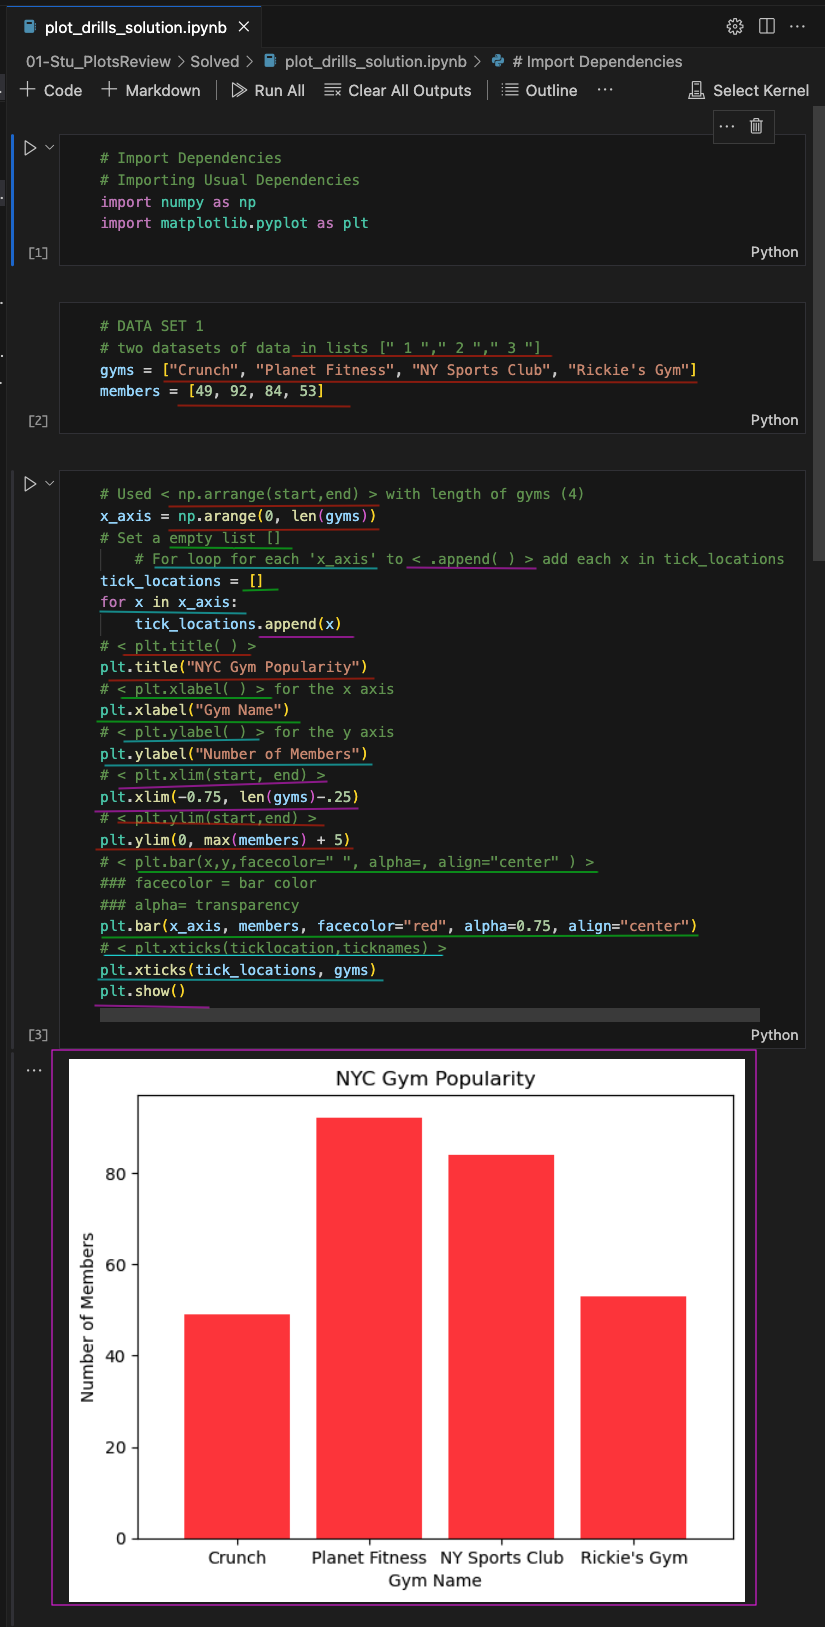 plot_drills_solution.ipynb
01-Stu_PlotsReview > Solved > plot_drills_solution.ipynb > # Import Dependencies
+ Code + Markdown Run All Clear All Outputs Outline ... Select Kernel
# Import Dependencies
# Importing Usual Dependencies
import numpy as np
import matplotlib.pyplot as plt
[1] Python
# DATA SET 1
# two datasets of data in lists [" 1 "," 2 "," 3 "]
gyms = ["Crunch", "Planet Fitness", "NY Sports Club", "Rickie's Gym"]
members = [49, 92, 84, 53]
[2] Python
# Used < np.arrange(start,end) > with length of gyms (4)
x_axis = np.arange(0, len(gyms))
# Set a empty list []
# For loop for each 'x_axis' to < .append( ) > add each x in tick_locations
tick_locations = []
for x in x_axis:
tick_locations.append(x)
# < plt.title( ) >
plt.title("NYC Gym Popularity")
# < plt.xlabel( ) > for the x axis
plt.xlabel("Gym Name")
# < plt.ylabel( ) > for the y axis
plt.ylabel("Number of Members")
# < plt.xlim(start, end) >
plt.xlim(-0.75, len(gyms)-.25)
# < plt.ylim(start,end) >
plt.ylim(0, max(members) + 5)
# < plt.bar(x,y,facecolor=" ", alpha=, align="center" ) >
### facecolor = bar color
### alpha= transparency
plt.bar(x_axis, members, facecolor="red", alpha=0.75, align="center")
# < plt.xticks(ticklocation,ticknames) >
plt.xticks(tick_locations, gyms)
plt.show()
[3] Python
NYC Gym Popularity
80
60
40
20
0
Number of Members
Crunch Planet Fitness NY Sports Club Rickie's Gym
Gym Name